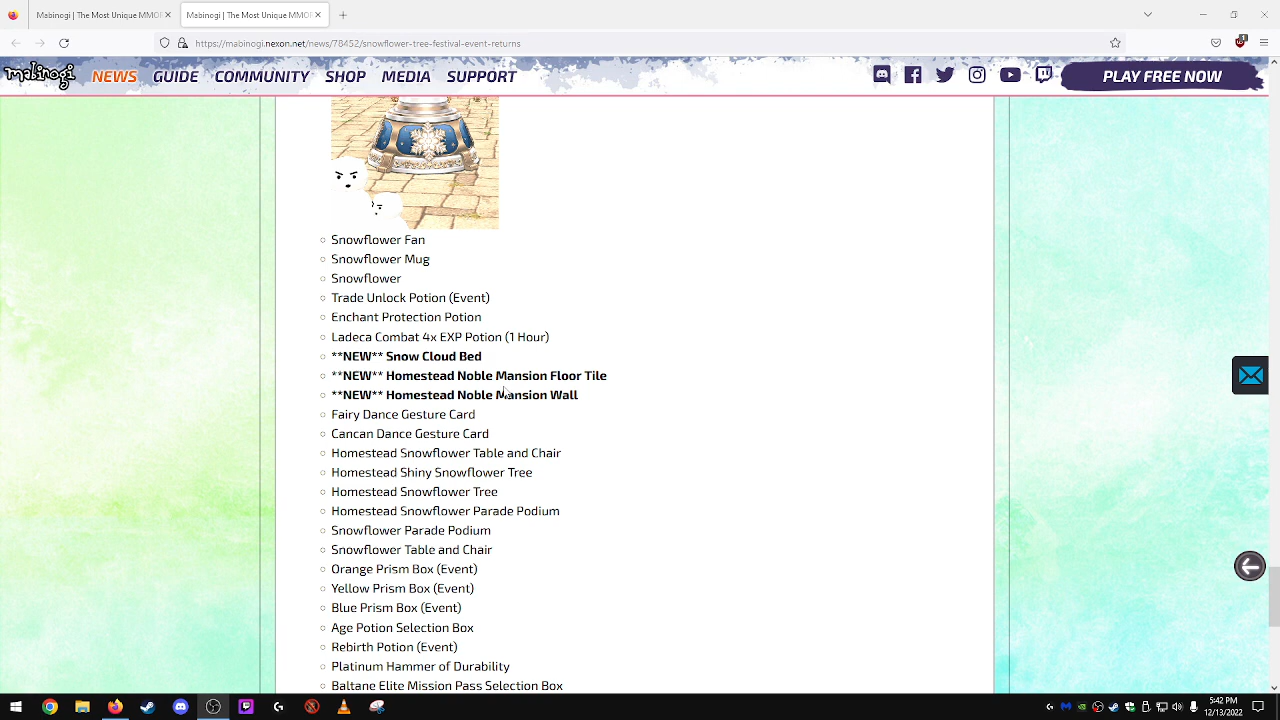 Mabinogi | The Most Unique MMOR
Mabinogi | The Most Unique MMOR
https://mabinogi.nexon.net/news/78452/snowflower-tree-festival-event-returns
mabinogi
NEWS GUIDE COMMUNITY SHOP MEDIA SUPPORT
PLAY FREE NOW
Snowflower Fan
Snowflower Mug
Snowflower
Trade Unlock Potion (Event)
Enchant Protection Potion
Ladeca Combat 4x EXP Potion (1 Hour)
**NEW** Snow Cloud Bed
**NEW** Homestead Noble Mansion Floor Tile
**NEW** Homestead Noble Mansion Wall
Fairy Dance Gesture Card
Cancan Dance Gesture Card
Homestead Snowflower Table and Chair
Homestead Shiny Snowflower Tree
Homestead Snowflower Tree
Homestead Snowflower Parade Podium
Snowflower Parade Podium
Snowflower Table and Chair
Orange Prism Box (Event)
Yellow Prism Box (Event)
Blue Prism Box (Event)
Age Potion Selection Box
Rebirth Potion (Event)
Platinum Hammer of Durability
Baltane Elite Mission Pass Selection Box
5:42 PM
12/13/2022